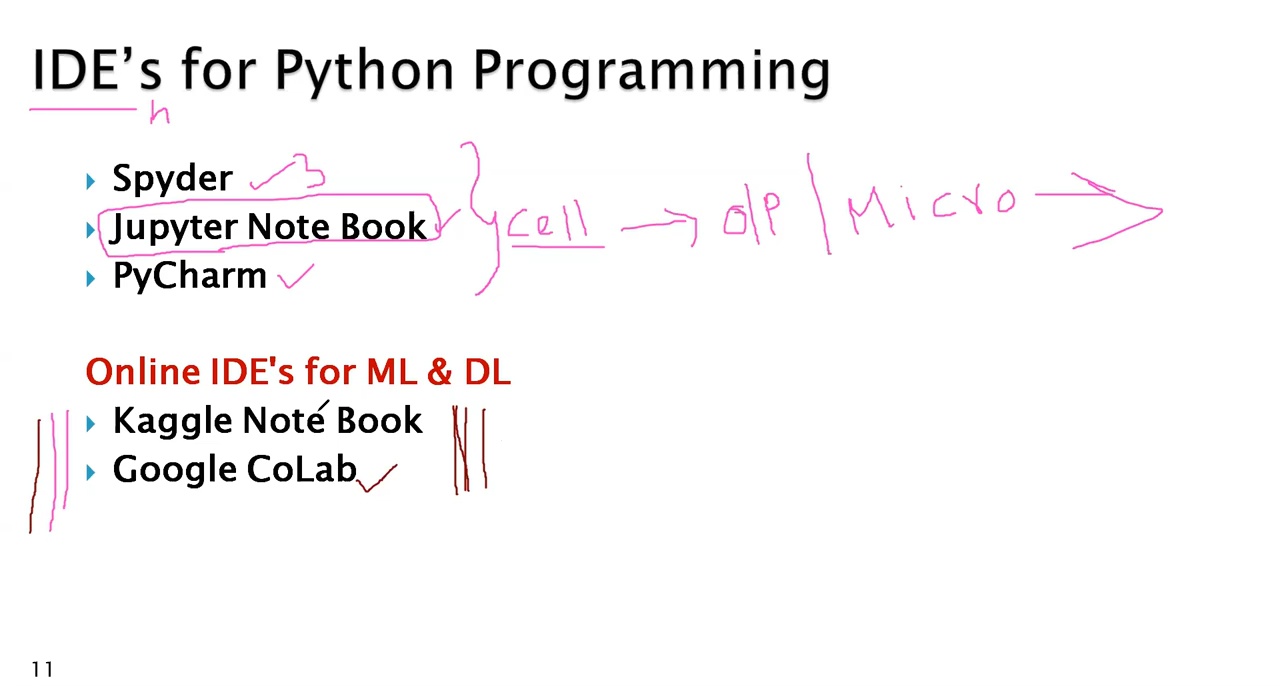 IDE's for Python Programming
h
Spyder
Jupyter Note Book
cell → O/P / Micro
PyCharm
Online IDE's for ML & DL
Kaggle Note Book
Google CoLab
11